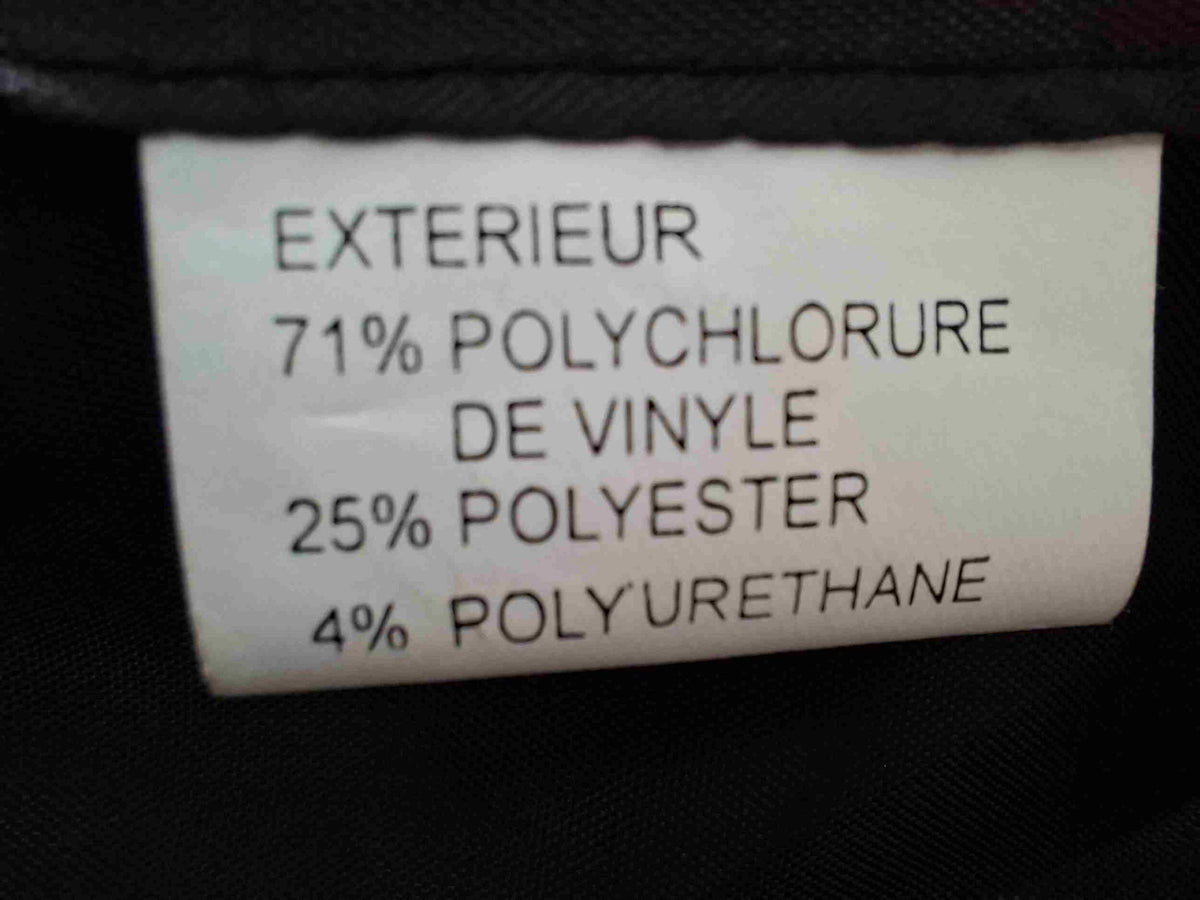 EXTERIEUR
71% POLYCHLORURE
DE VINYLE
25% POLYESTER
4% POLYURETHANE